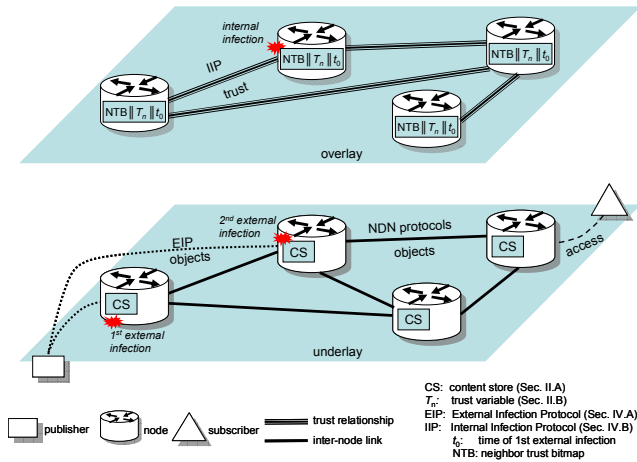 internal
infection
IIP
trust
NTB ‖ Tn ‖ t0
NTB ‖ Tn ‖ t0
NTB ‖ Tn ‖ t0
NTB ‖ Tn ‖ t0
overlay
2nd external
infection
EIP
objects
NDN protocols
objects
access
CS
CS
CS
CS
1st external
infection
underlay
CS: content store (Sec. II.A)
Tn: trust variable (Sec. II.B)
EIP: External Infection Protocol (Sec. IV.A)
IIP: Internal Infection Protocol (Sec. IV.B)
t0: time of 1st external infection
NTB: neighbor trust bitmap
publisher
node
subscriber
trust relationship
inter-node link